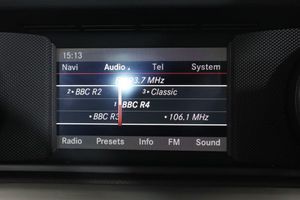 15:13
Navi Audio Tel System
93.7 MHz
2 BBC R2 3 Classic
1 BBC R4
BBC R3 106.1 MHz
Radio Presets Info FM Sound